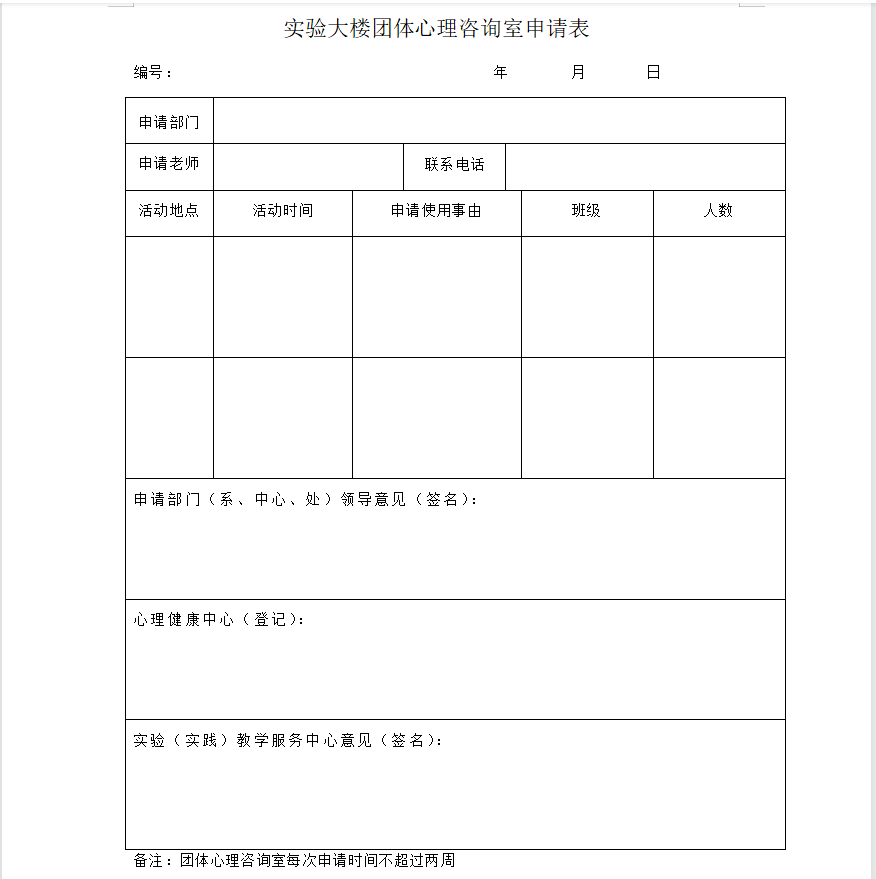 实验大楼团体心理咨询室申请表
编号： 年 月 日
申请部门
申请老师 联系电话
活动地点 活动时间 申请使用事由 班级 人数
申请部门（系、中心、处）领导意见（签名）：
心理健康中心（登记）：
实验（实践）教学服务中心意见（签名）：
备注：团体心理咨询室每次申请时间不超过两周